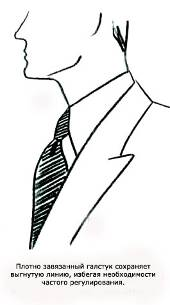 Плотно завязанный галстук сохраняет
выгнутую линию, избегая необходимости
частого регулирования.